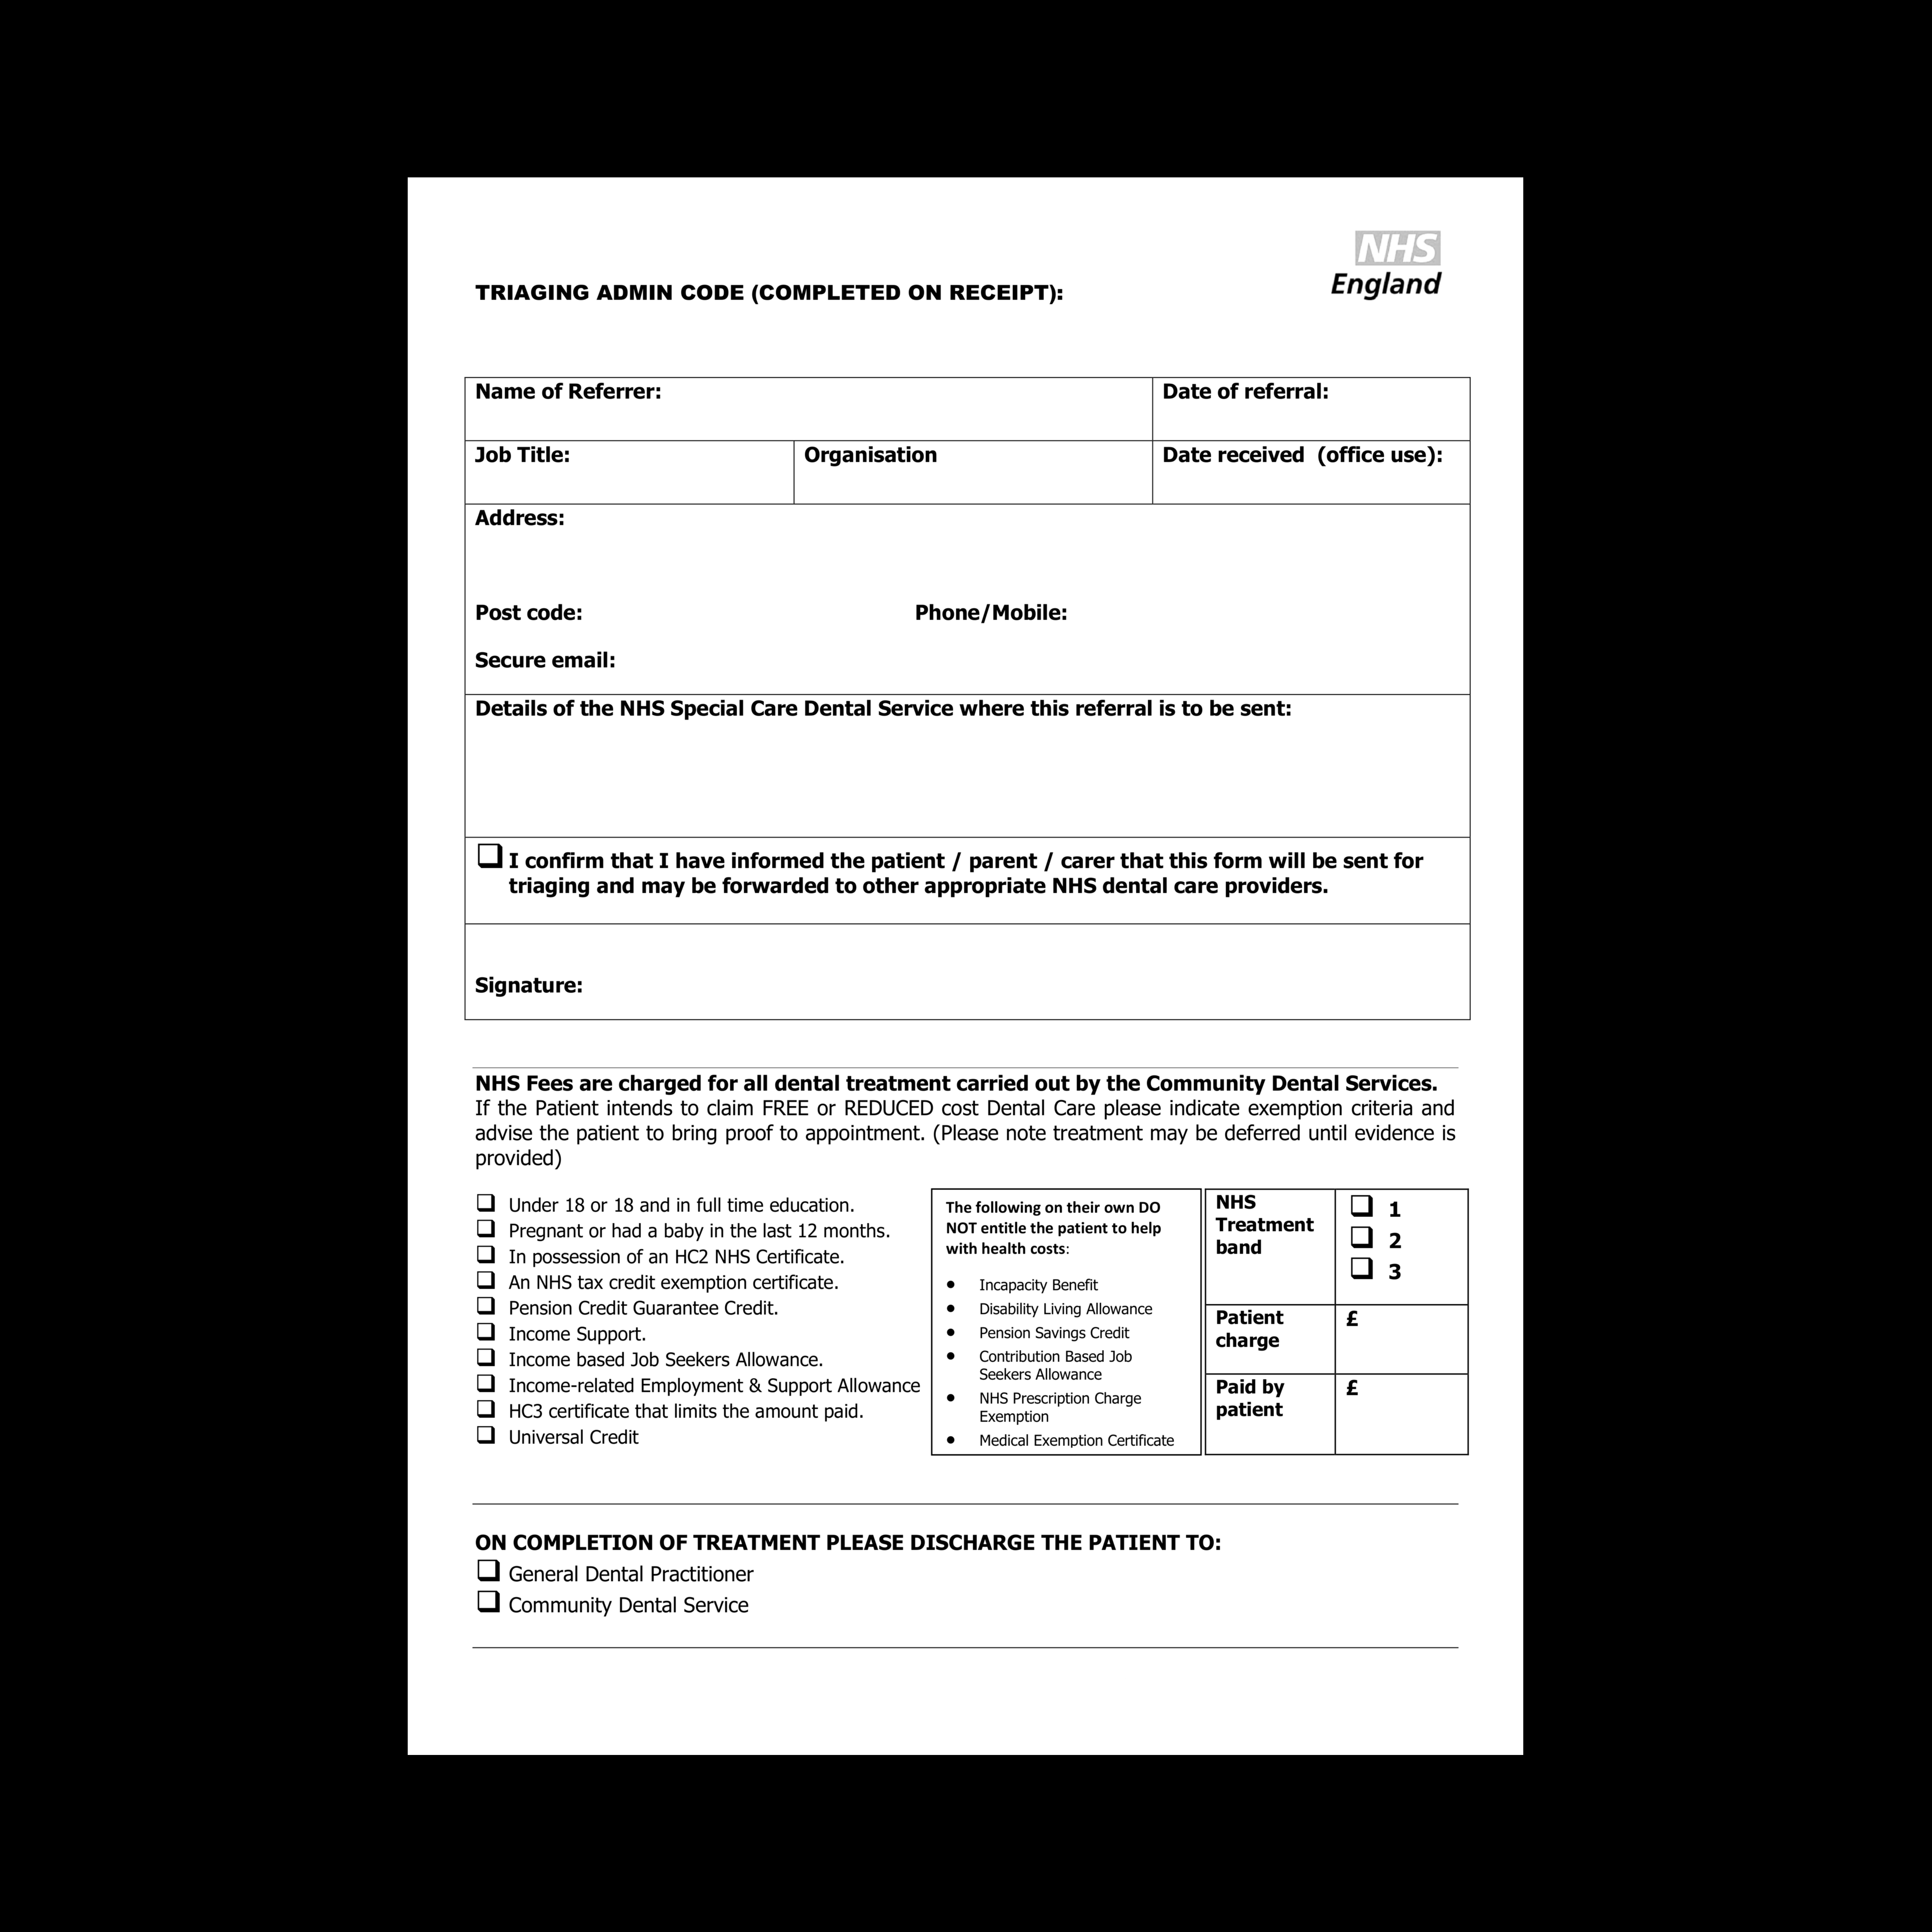 NHS
England
TRIAGING ADMIN CODE (COMPLETED ON RECEIPT):
Name of Referrer:
Date of referral:
Job Title:
Organisation
Date received (office use):
Address:
Post code:
Phone/Mobile:
Secure email:
Details of the NHS Special Care Dental Service where this referral is to be sent:
I confirm that I have informed the patient / parent / carer that this form will be sent for
triaging and may be forwarded to other appropriate NHS dental care providers.
Signature:
NHS Fees are charged for all dental treatment carried out by the Community Dental Services.
If the Patient intends to claim FREE or REDUCED cost Dental Care please indicate exemption criteria and
advise the patient to bring proof to appointment. (Please note treatment may be deferred until evidence is
provided)
❑ Under 18 or 18 and in full time education.
❑ Pregnant or had a baby in the last 12 months.
❑ In possession of an HC2 NHS Certificate.
❑ An NHS tax credit exemption certificate.
❑ Pension Credit Guarantee Credit.
❑ Income Support.
❑ Income based Job Seekers Allowance.
❑ Income-related Employment & Support Allowance
❑ HC3 certificate that limits the amount paid.
❑ Universal Credit
The following on their own DO
NOT entitle the patient to help
with health costs:
• Incapacity Benefit
• Disability Living Allowance
• Pension Savings Credit
• Contribution Based Job
Seekers Allowance
• NHS Prescription Charge
Exemption
• Medical Exemption Certificate
NHS
Treatment
band
❑ 1
❑ 2
❑ 3
Patient
charge
£
Paid by
patient
£
ON COMPLETION OF TREATMENT PLEASE DISCHARGE THE PATIENT TO:
❑ General Dental Practitioner
❑ Community Dental Service